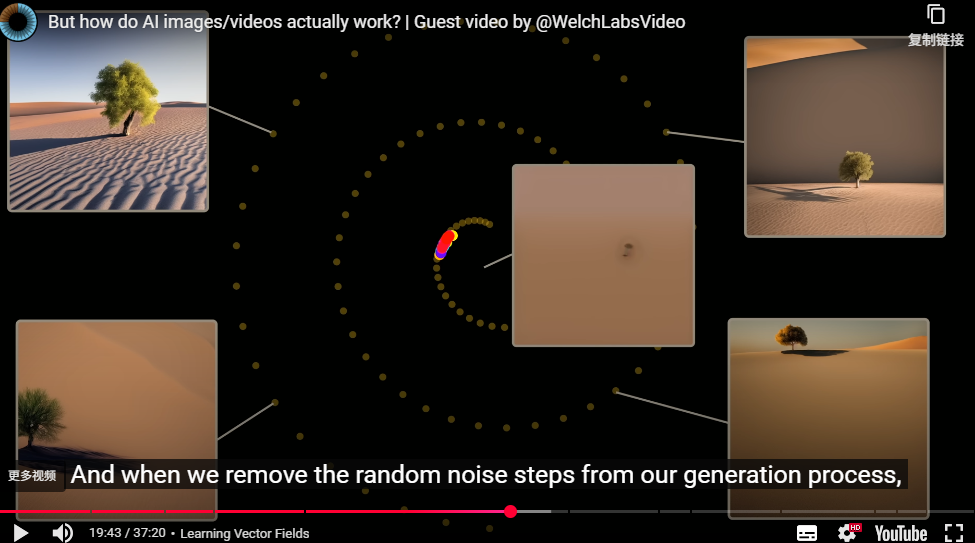 But how do AI images/videos actually work? | Guest video by @WelchLabsVideo
复制链接
更多视频
And when we remove the random noise steps from our generation process,
19:43 / 37:20 • Learning Vector Fields
HD
YouTube